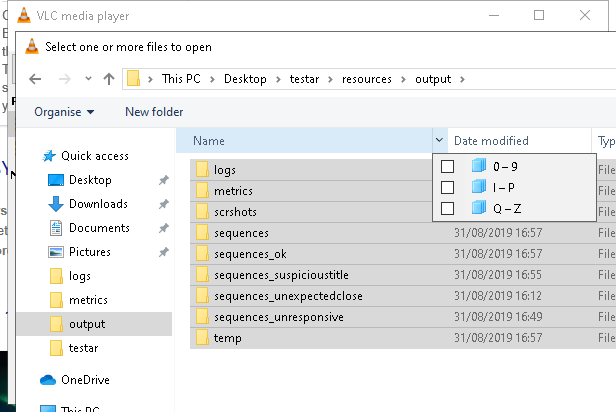 VLC media player
Select one or more files to open
This PC > Desktop > testar > resources > output >
Organise New folder
Name Date modified Typ
Quick access
Desktop
Downloads
Documents
Pictures
logs
metrics
output
testar
OneDrive
This PC
0 – 9
I – P
Q – Z
logs File
metrics File
scrshots File
sequences 31/08/2019 16:57 File
sequences_ok 31/08/2019 16:57 File
sequences_suspicioustitle 31/08/2019 16:55 File
sequences_unexpectedclose 31/08/2019 16:12 File
sequences_unresponsive 31/08/2019 16:49 File
temp 31/08/2019 16:57 File